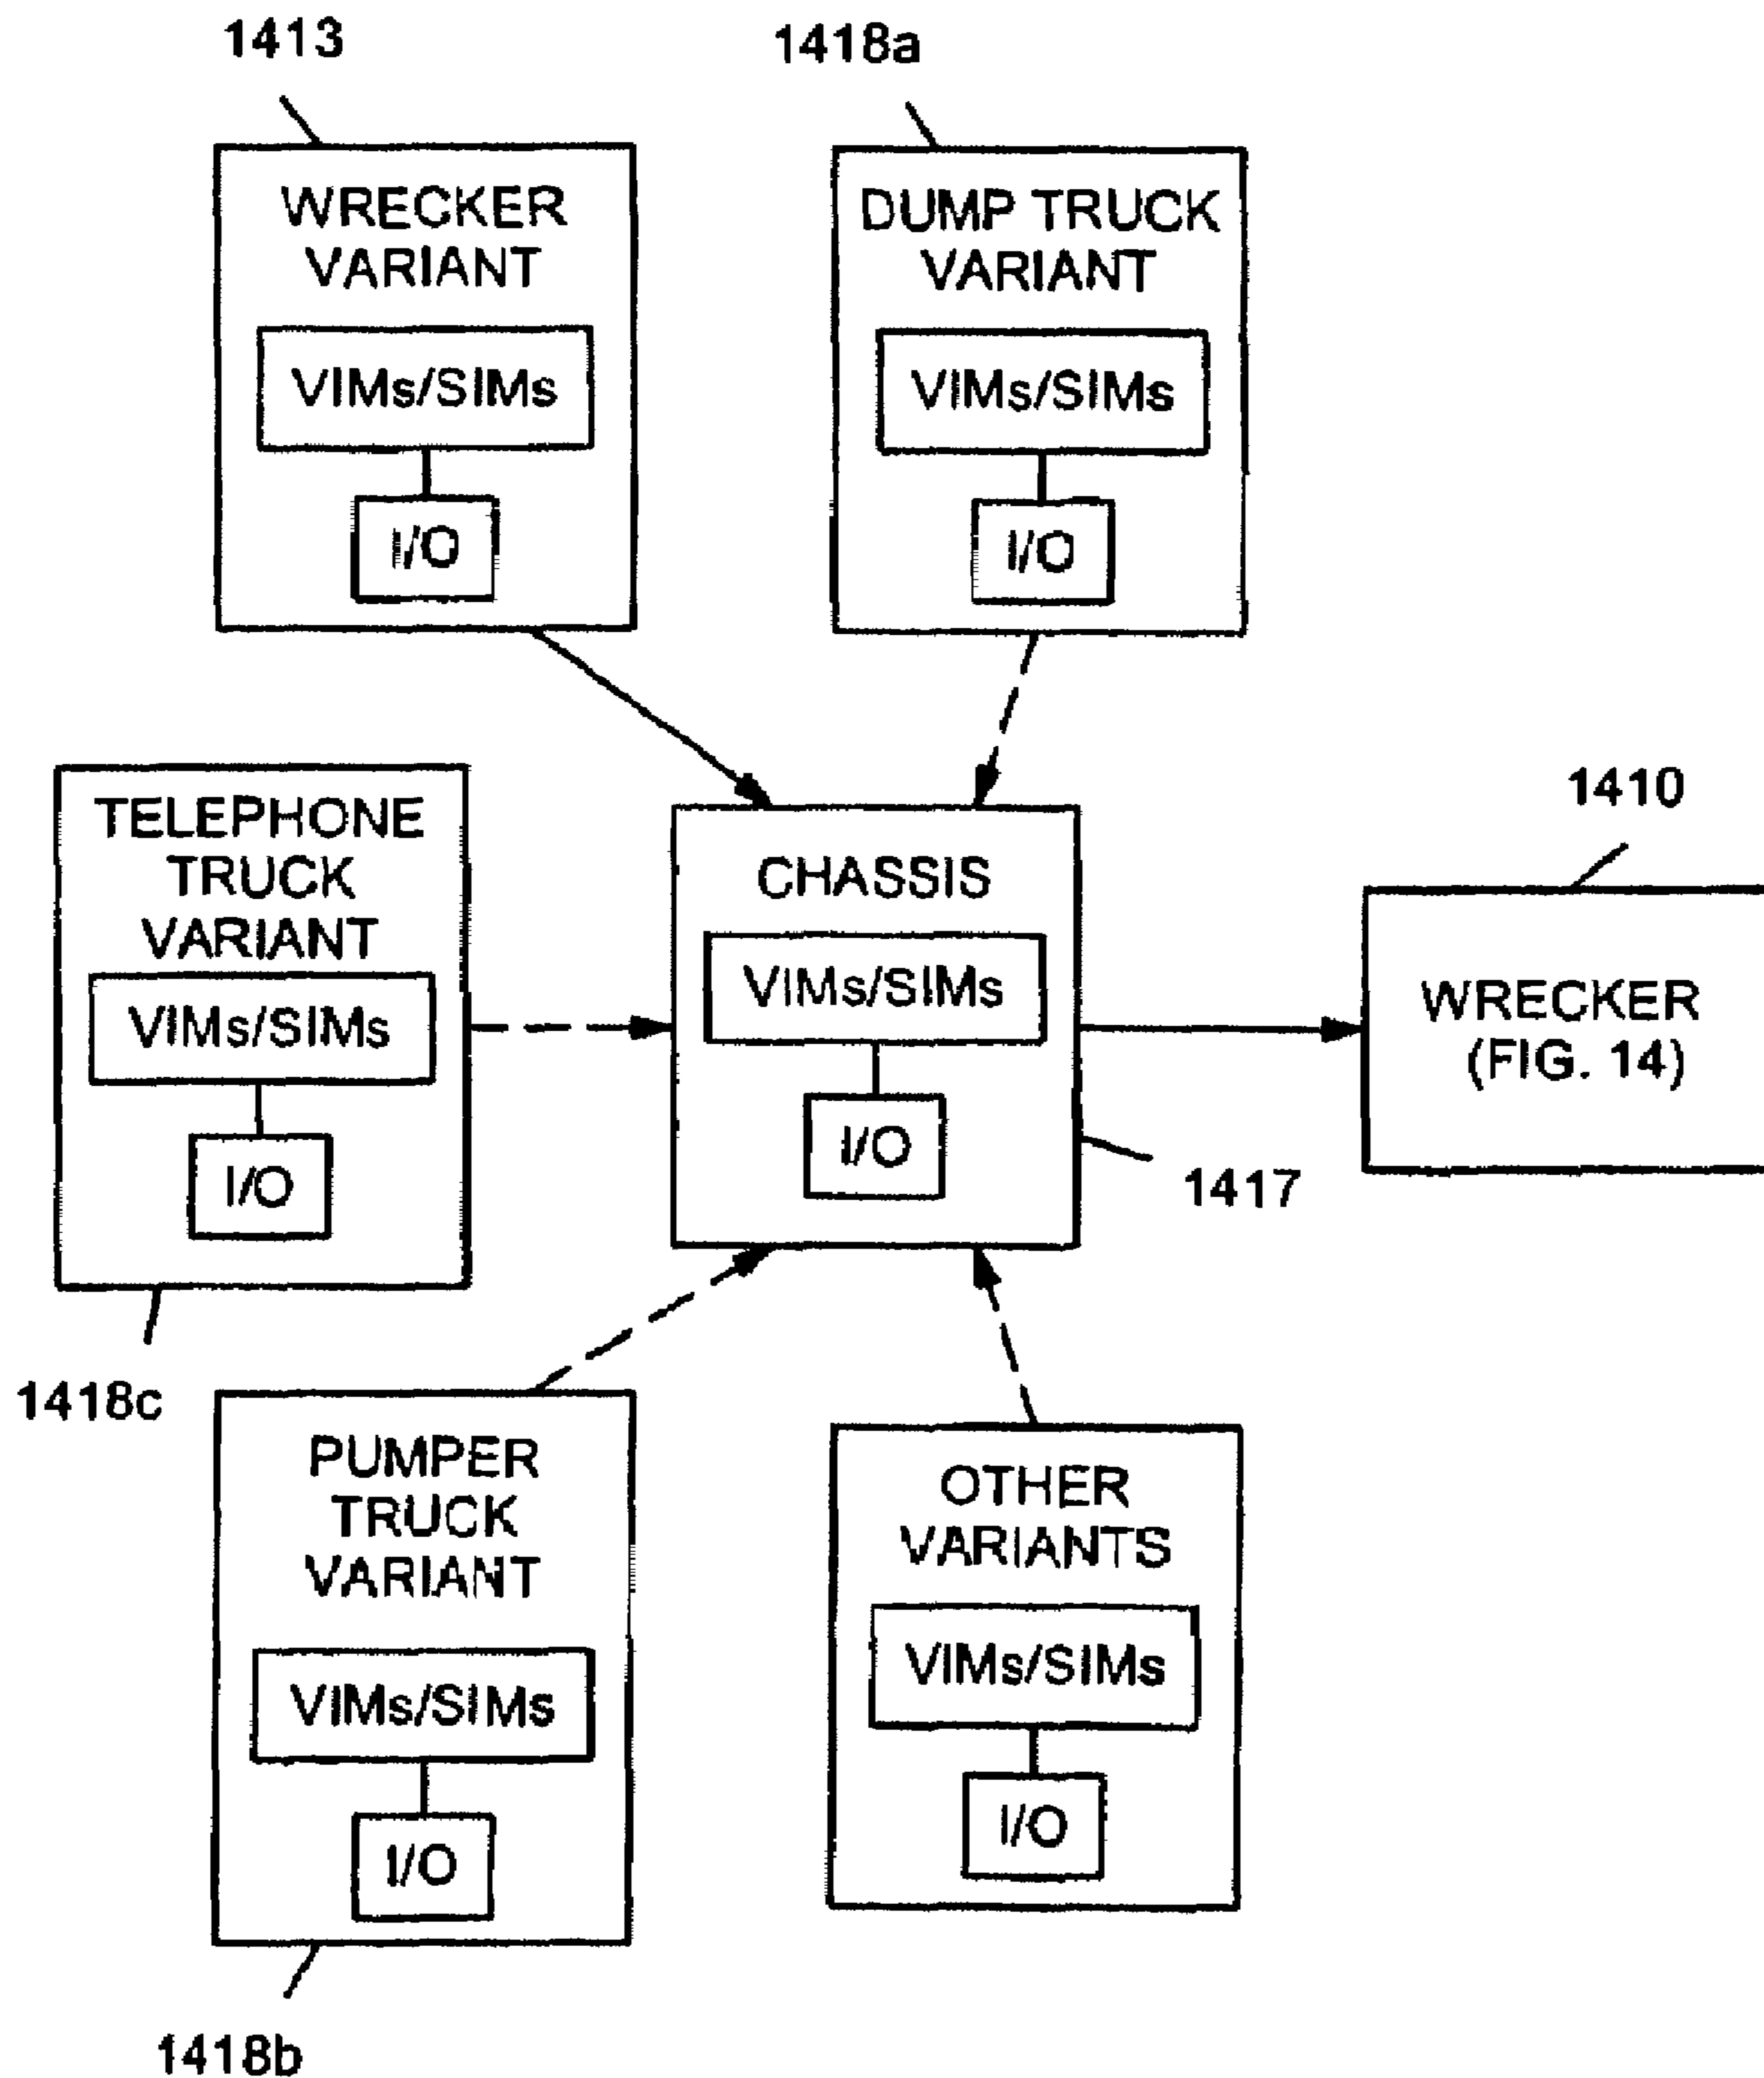 1413
1418a
WRECKER
VARIANT
VIMs/SIMs
I/O
DUMP TRUCK
VARIANT
VIMs/SIMs
I/O
TELEPHONE
TRUCK
VARIANT
VIMs/SIMs
I/O
1418c
CHASSIS
VIMs/SIMs
I/O
1417
1410
WRECKER
(FIG. 14)
PUMPER
TRUCK
VARIANT
VIMs/SIMs
I/O
1418b
OTHER
VARIANTS
VIMs/SIMs
I/O